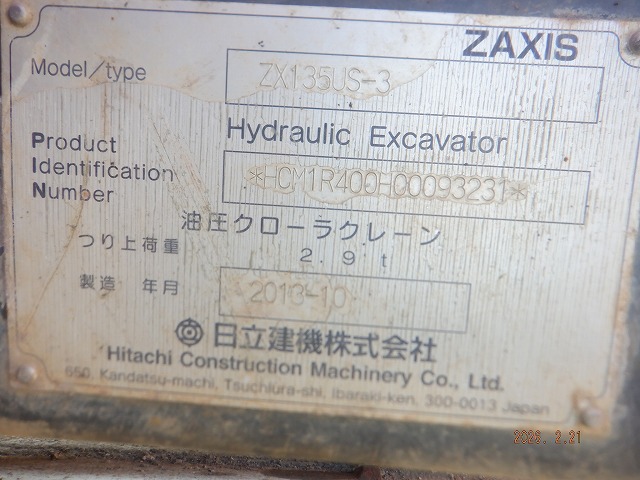 ZAXIS
Model/type ZX135US-3
Hydraulic Excavator
Product
Identification *HCM1R400H00093231*
Number
油圧クローラクレーン
つり上荷重 2.9t
製造 年月 2013-10
日立建機株式会社
Hitachi Construction Machinery Co., Ltd.
650, Kandatsu-machi, Tsuchiura-shi, Ibaraki-ken, 300-0013 Japan
2026. 2.21